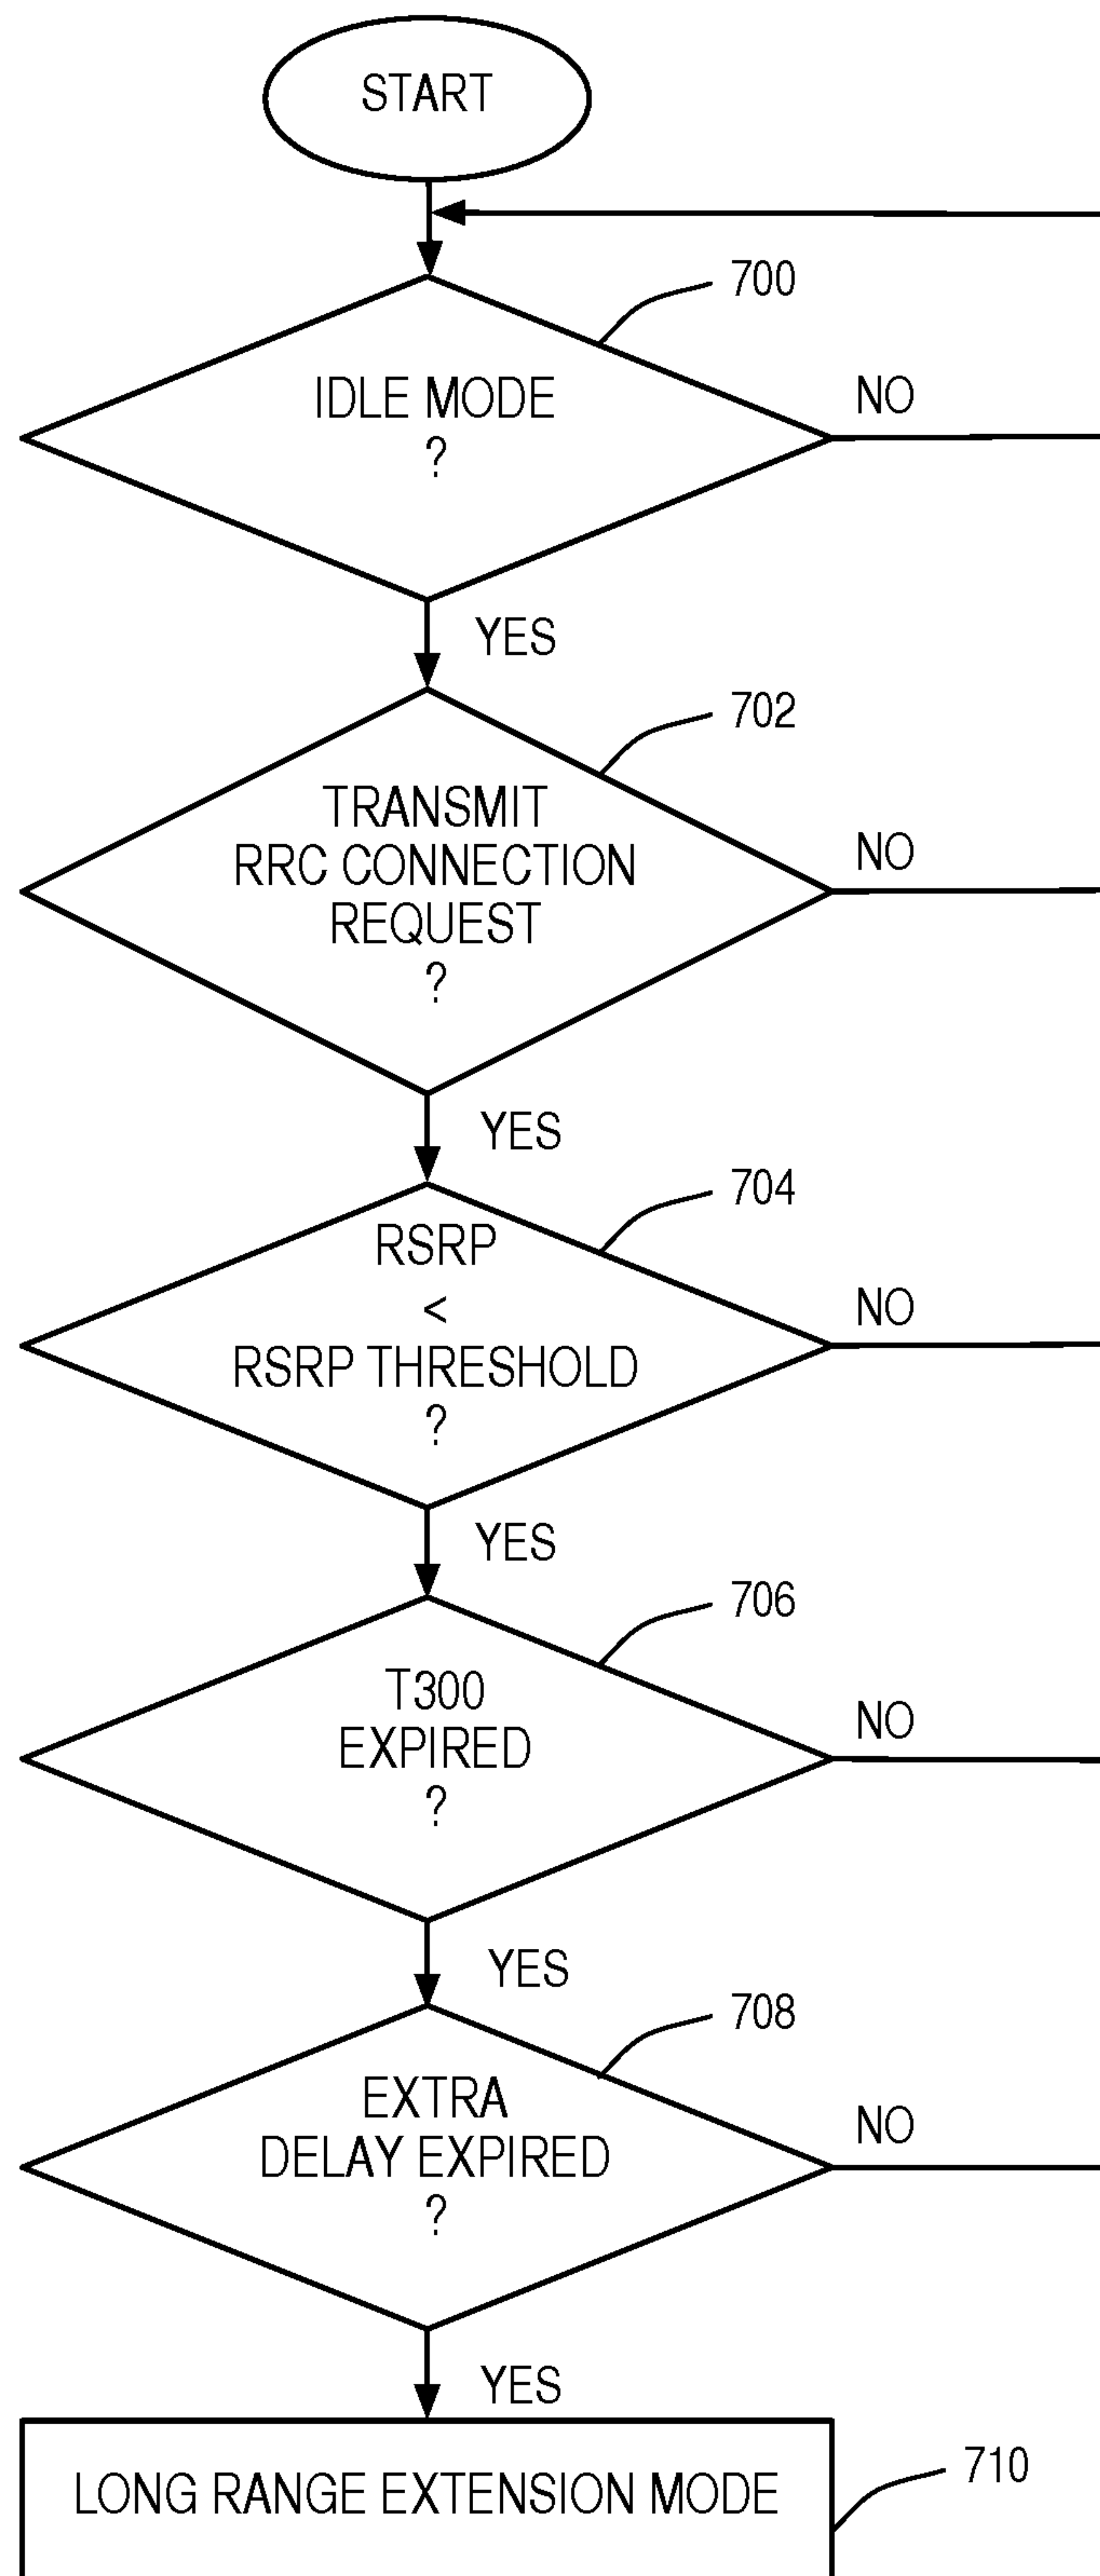 START
700
IDLE MODE
?
NO
YES
702
TRANSMIT
RRC CONNECTION
REQUEST
?
NO
YES
704
RSRP
<
RSRP THRESHOLD
?
NO
YES
706
T300
EXPIRED
?
NO
YES
708
EXTRA
DELAY EXPIRED
?
NO
YES
LONG RANGE EXTENSION MODE
710